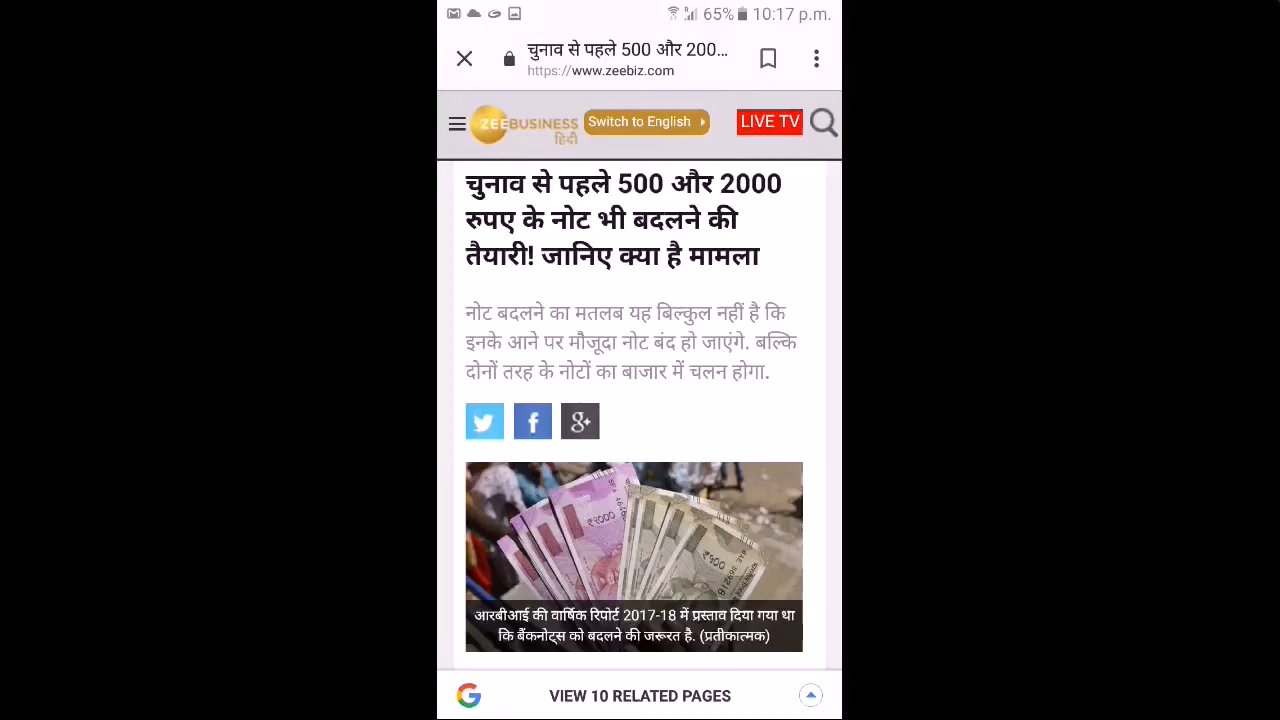 65% 10:17 p.m.
चुनाव से पहले 500 और 200...
https://www.zeebiz.com
ZEEBUSINESS
हिंदी
Switch to English
LIVE TV
चुनाव से पहले 500 और 2000
रुपए के नोट भी बदलने की
तैयारी! जानिए क्या है मामला
नोट बदलने का मतलब यह बिल्कुल नहीं है कि
इनके आने पर मौजूदा नोट बंद हो जाएंगे. बल्कि
दोनों तरह के नोटों का बाजार में चलन होगा.
आरबीआई की वार्षिक रिपोर्ट 2017-18 में प्रस्ताव दिया गया था
कि बैंकनोट्स को बदलने की जरूरत है. (प्रतीकात्मक)
VIEW 10 RELATED PAGES